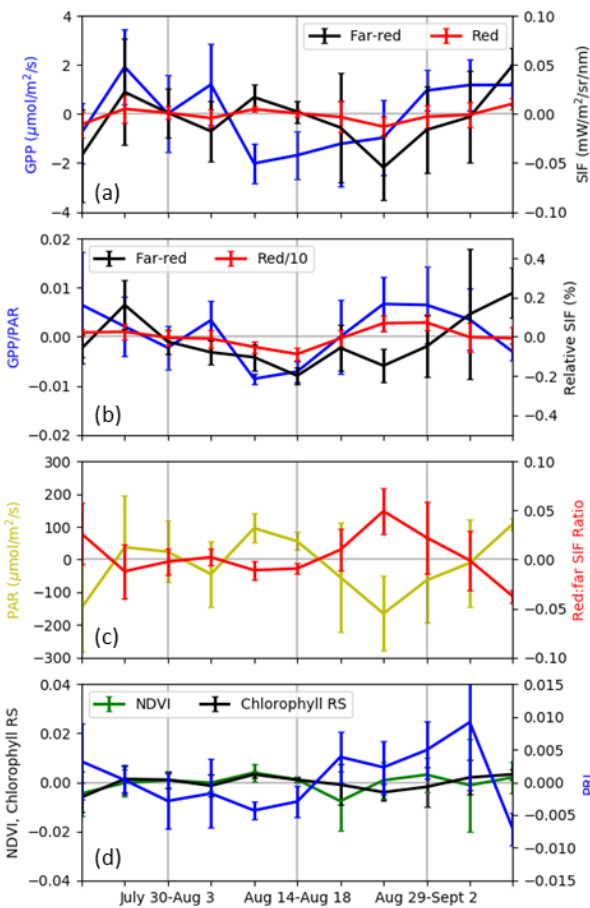 Far-red Red
GPP (μmol/m²/s)
4
2
0
−2
−4
0.10
0.05
0.00
−0.05
−0.10
SIF (mW/m²/sr/nm)
(a)
Far-red Red/10
GPP/PAR
0.02
0.01
0.00
−0.01
−0.02
0.4
0.2
0.0
−0.2
−0.4
Relative SIF (%)
(b)
PAR (μmol/m²/s)
300
200
100
0
−100
−200
−300
0.10
0.05
0.00
−0.05
−0.10
Red:far SIF Ratio
(c)
NDVI Chlorophyll RS
NDVI, Chlorophyll RS
0.04
0.02
0.00
−0.02
−0.04
0.015
0.010
0.005
0.000
−0.005
−0.010
−0.015
(d)
July 30-Aug 3 Aug 14-Aug 18 Aug 29-Sept 2